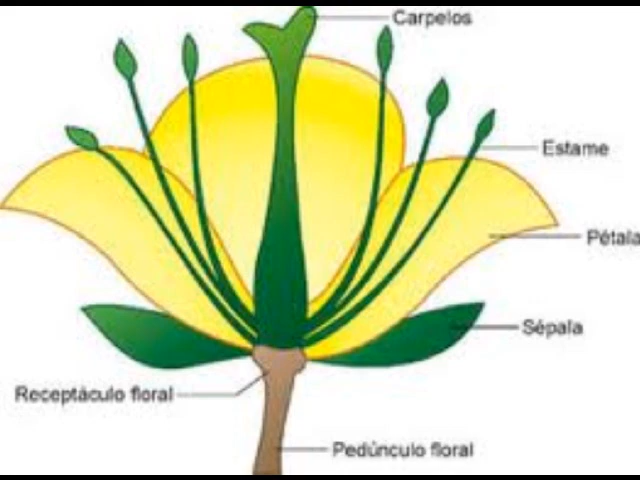 Carpelos
Estame
Pétala
Sépala
Receptáculo floral
Pedúnculo floral